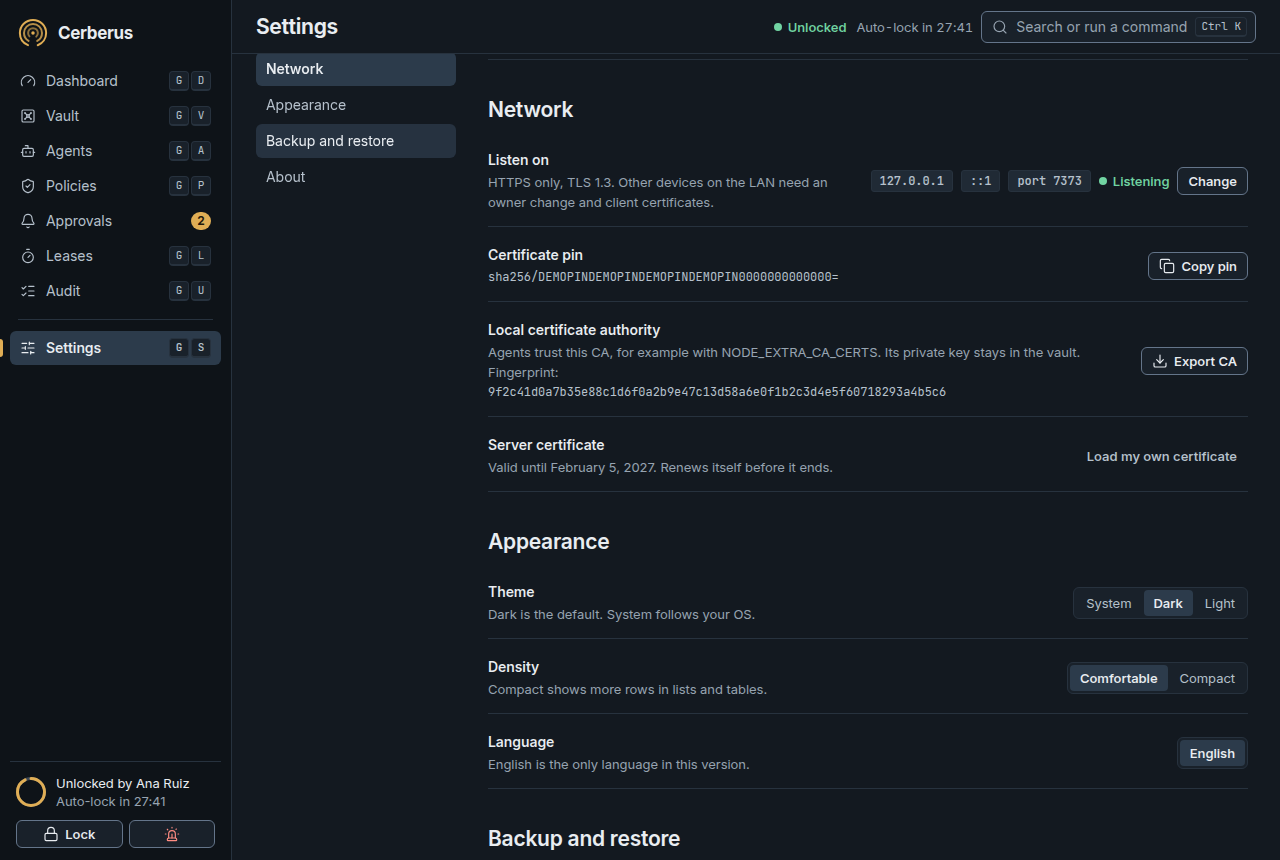 Cerberus
Dashboard G D
Vault G V
Agents G A
Policies G P
Approvals 2
Leases G L
Audit G U
Settings G S
Unlocked by Ana Ruiz
Auto-lock in 27:41
Lock
Settings
Unlocked Auto-lock in 27:41 Search or run a command Ctrl K
Network
Appearance
Backup and restore
About
Network
Listen on
HTTPS only, TLS 1.3. Other devices on the LAN need an
owner change and client certificates.
127.0.0.1 ::1 port 7373 Listening Change
Certificate pin
sha256/DEMOPINDEMOPINDEMOPINDEMOPIN0000000000000=
Copy pin
Local certificate authority
Agents trust this CA, for example with NODE_EXTRA_CA_CERTS. Its private key stays in the vault.
Fingerprint:
9f2c41d0a7b35e88c1d6f0a2b9e47c13d58a6e0f1b2c3d4e5f60718293a4b5c6
Export CA
Server certificate
Valid until February 5, 2027. Renews itself before it ends.
Load my own certificate
Appearance
Theme
Dark is the default. System follows your OS.
System Dark Light
Density
Compact shows more rows in lists and tables.
Comfortable Compact
Language
English is the only language in this version.
English
Backup and restore